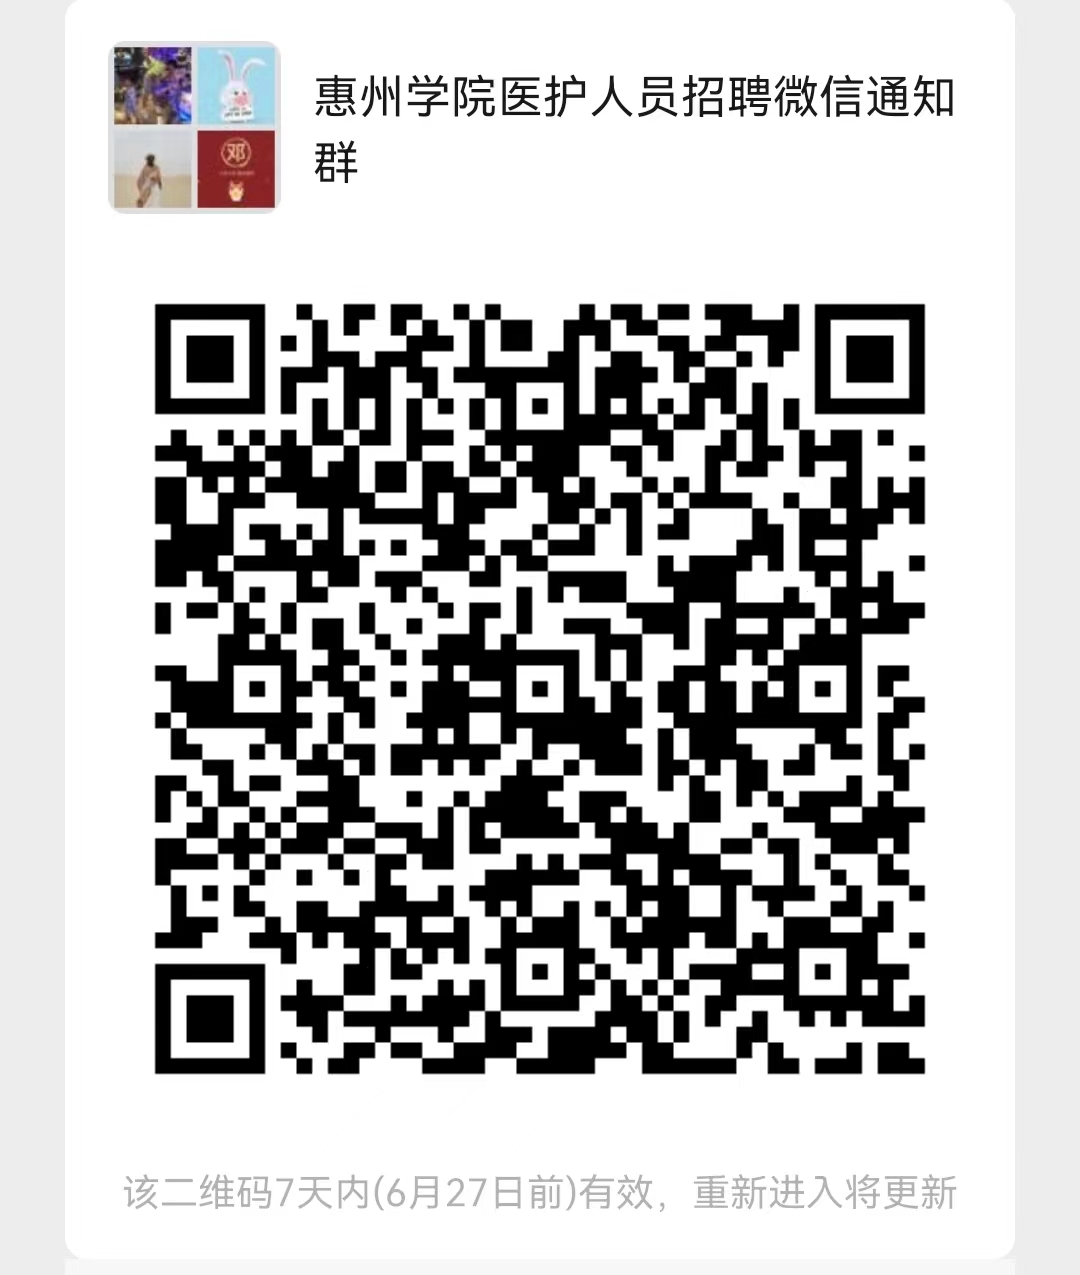 惠州学院医护人员招聘微信通知
群
邓
该二维码7天内(6月27日前)有效，重新进入将更新